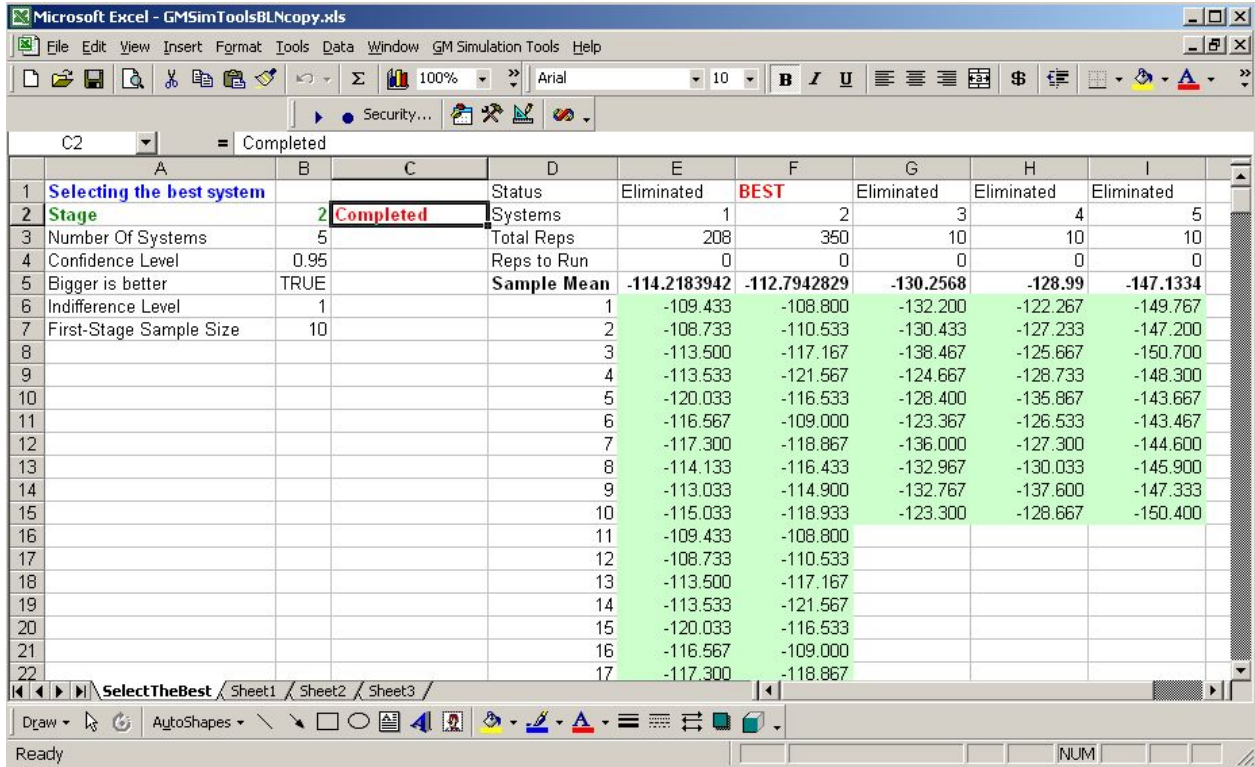 Microsoft Excel - GMSimToolsBLNcopy.xls
File Edit View Insert Format Tools Data Window GM Simulation Tools Help
100% Arial 10 B I U $ A
Security...
C2 = Completed
A B C D E F G H I
1 Selecting the best system Status Eliminated BEST Eliminated Eliminated Eliminated
2 Stage 2 Completed Systems 1 2 3 4 5
3 Number Of Systems 5 Total Reps 208 350 10 10 10
4 Confidence Level 0.95 Reps to Run 0 0 0 0 0
5 Bigger is better TRUE Sample Mean -114.2183942 -112.7942829 -130.2568 -128.99 -147.1334
6 Indifference Level 1 1 -109.433 -108.800 -132.200 -122.267 -149.767
7 First-Stage Sample Size 10 2 -108.733 -110.533 -130.433 -127.233 -147.200
8 3 -113.500 -117.167 -138.467 -125.667 -150.700
9 4 -113.533 -121.567 -124.667 -128.733 -148.300
10 5 -120.033 -116.533 -128.400 -135.867 -143.667
11 6 -116.567 -109.000 -123.367 -126.533 -143.467
12 7 -117.300 -118.867 -136.000 -127.300 -144.600
13 8 -114.133 -116.433 -132.967 -130.033 -145.900
14 9 -113.033 -114.900 -132.767 -137.600 -147.333
15 10 -115.033 -118.933 -123.300 -128.667 -150.400
16 11 -109.433 -108.800
17 12 -108.733 -110.533
18 13 -113.500 -117.167
19 14 -113.533 -121.567
20 15 -120.033 -116.533
21 16 -116.567 -109.000
22 17 -117.300 -118.867
SelectTheBest Sheet1 Sheet2 Sheet3
Draw AutoShapes A A
Ready NUM